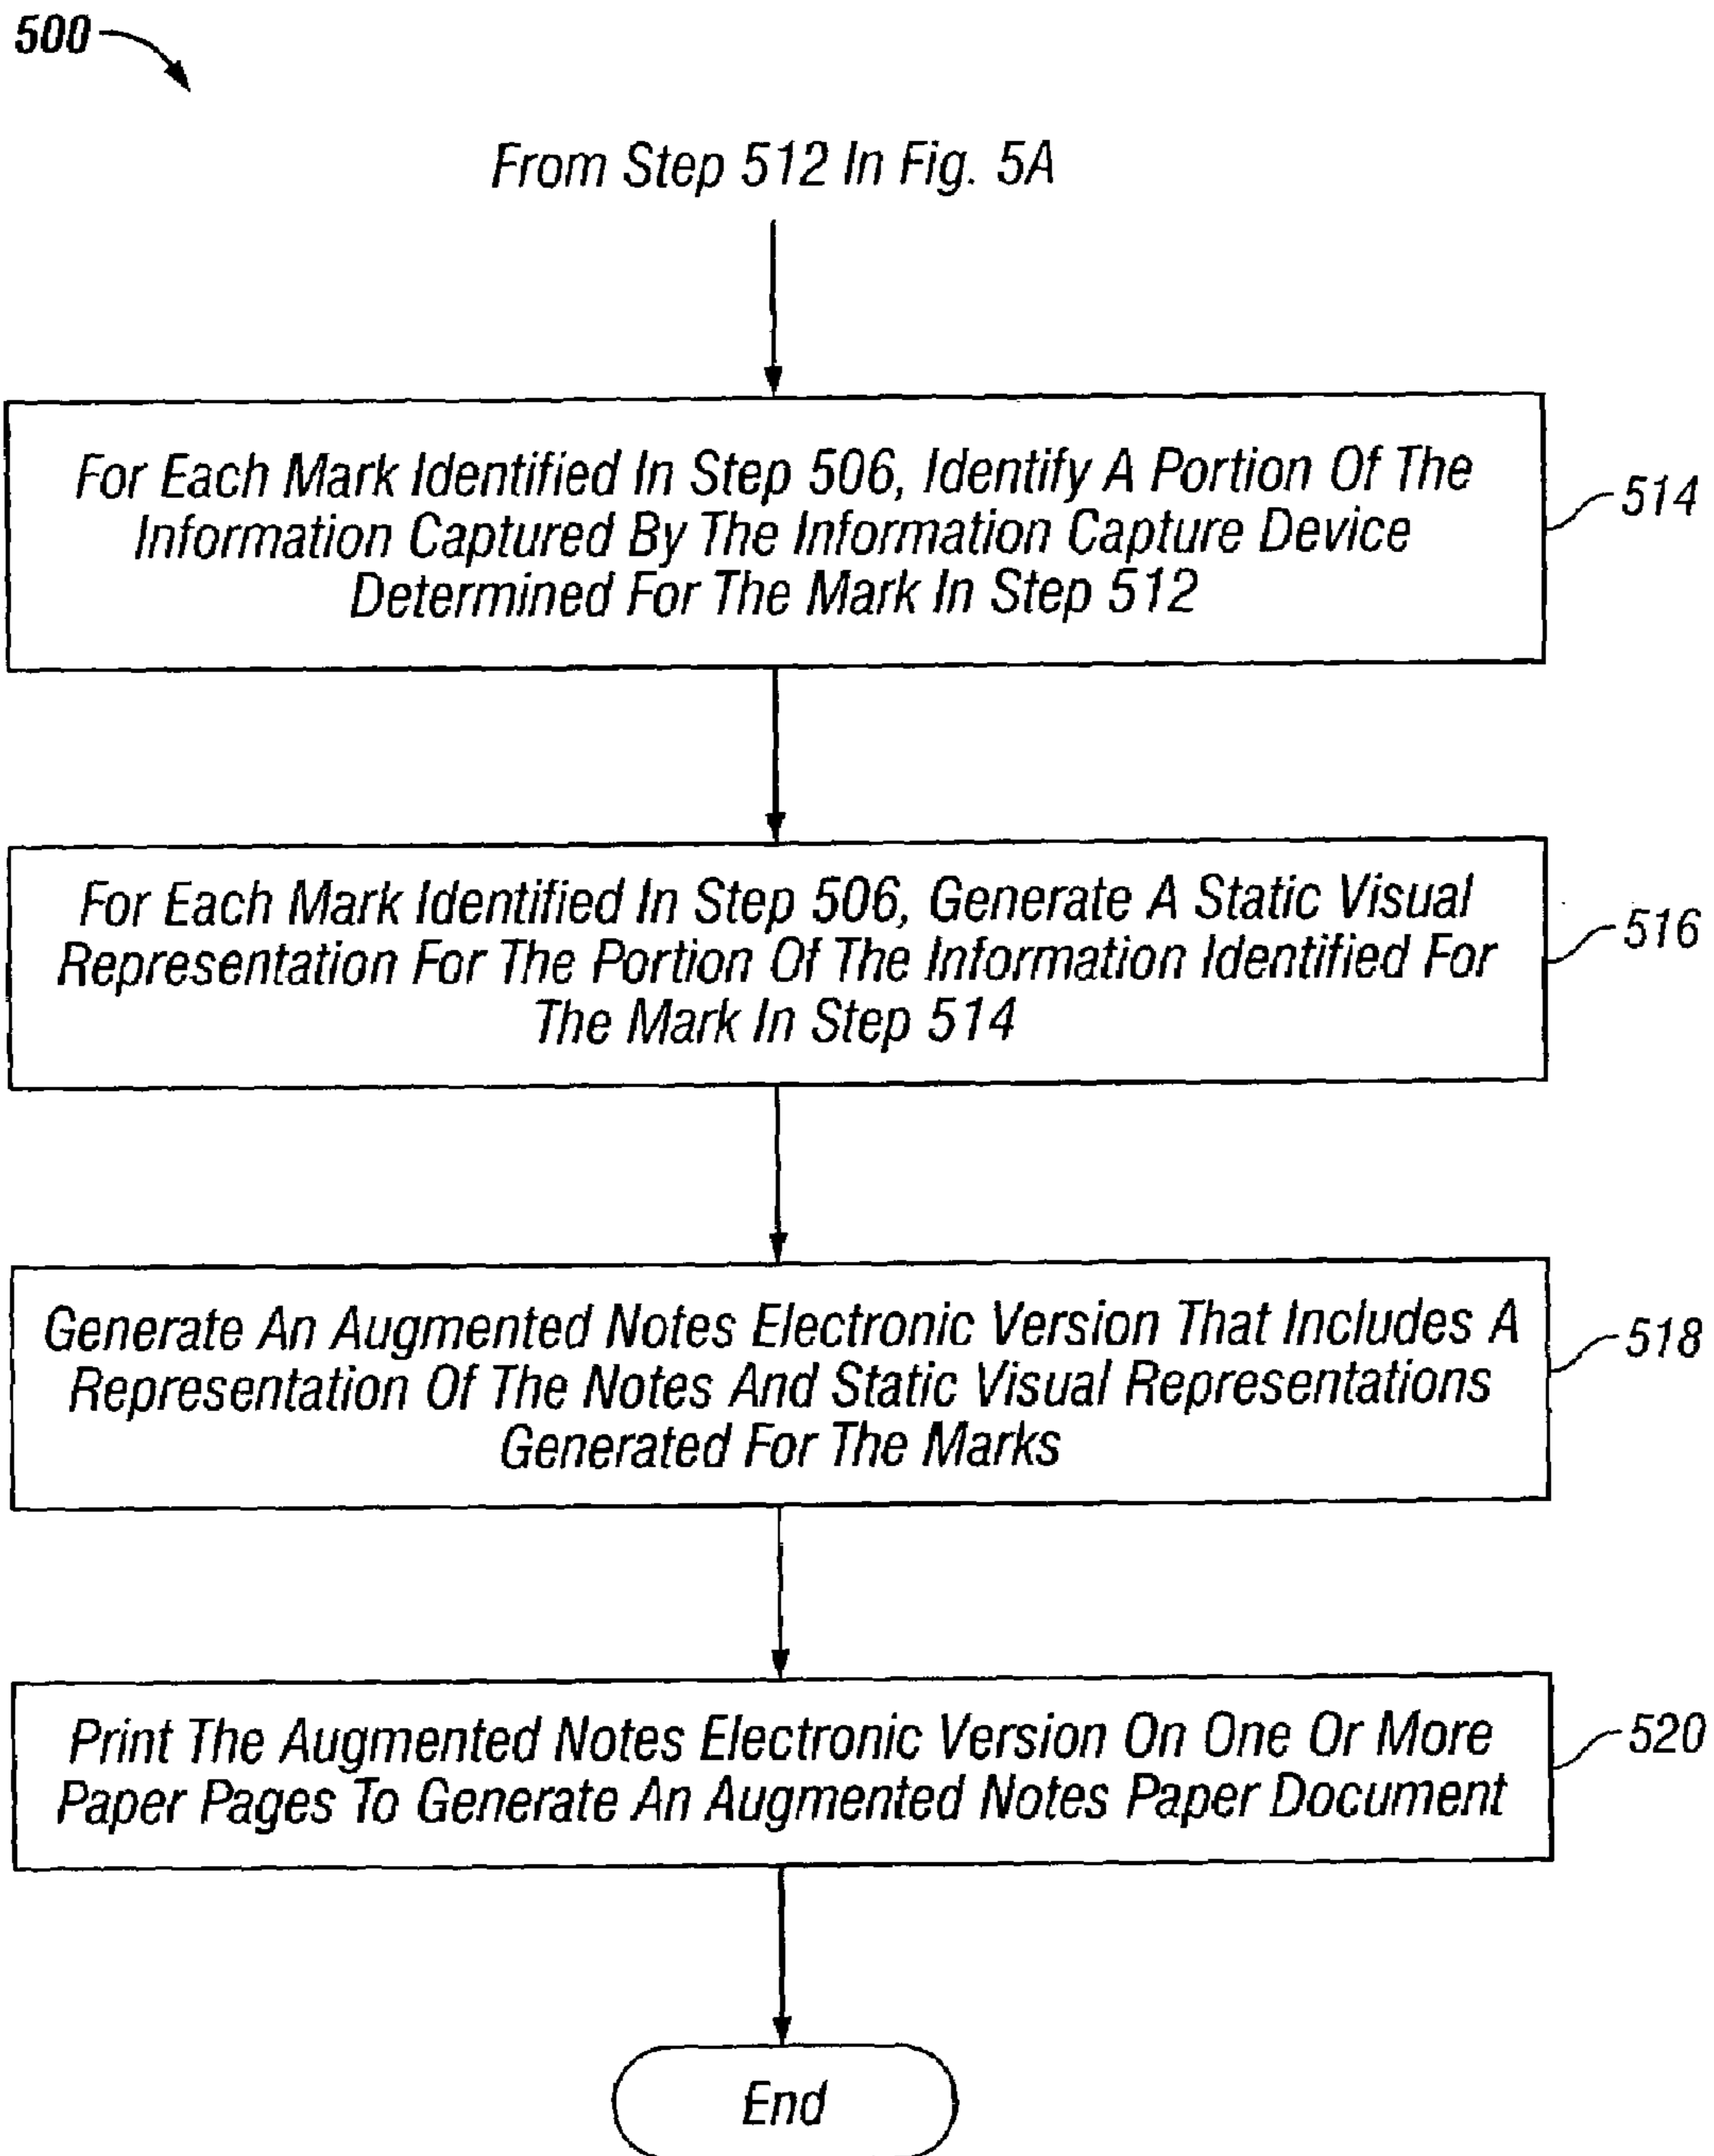 500
From Step 512 In Fig. 5A
For Each Mark Identified In Step 506, Identify A Portion Of The
Information Captured By The Information Capture Device
Determined For The Mark In Step 512
514
For Each Mark Identified In Step 506, Generate A Static Visual
Representation For The Portion Of The Information Identified For
The Mark In Step 514
516
Generate An Augmented Notes Electronic Version That Includes A
Representation Of The Notes And Static Visual Representations
Generated For The Marks
518
Print The Augmented Notes Electronic Version On One Or More
Paper Pages To Generate An Augmented Notes Paper Document
520
End